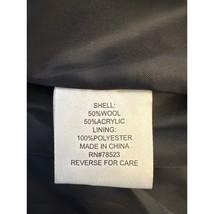 SHELL:
50%WOOL
50%ACRYLIC
LINING:
100%POLYESTER
MADE IN CHINA
RN#78523
REVERSE FOR CARE